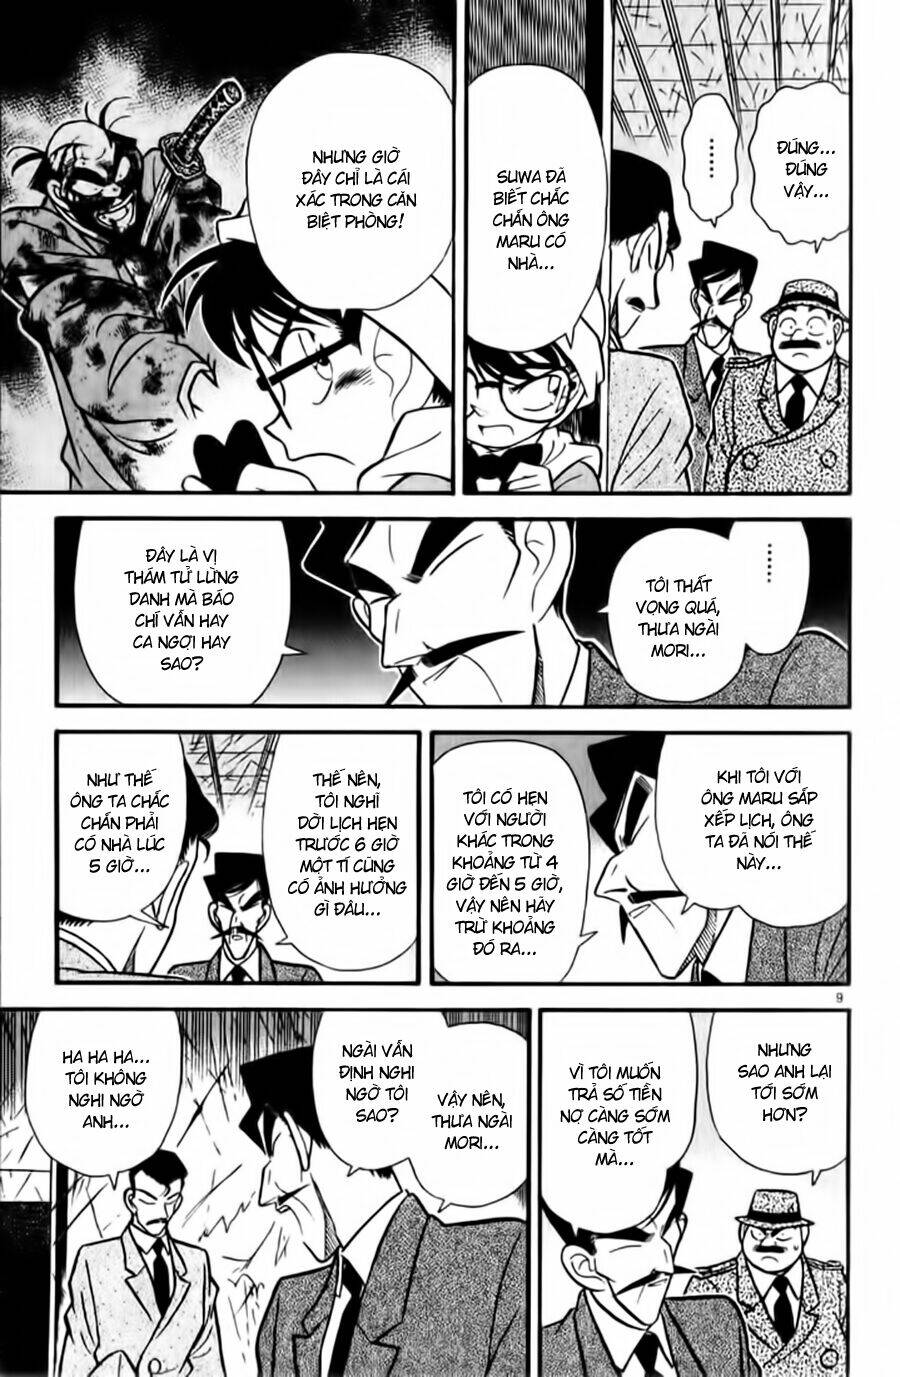 ĐÚNG...
ĐÚNG
VẬY...
......
SUWA ĐÃ
BIẾT CHẮC
CHẮN ÔNG
MARU CÓ
NHÀ...
NHƯNG GIỜ
ĐÂY CHỈ LÀ CÁI
XÁC TRONG CĂN
BIỆT PHÒNG!
......
TÔI THẤT
VỌNG QUÁ,
THƯA NGÀI
MORI...
ĐÂY LÀ VỊ
THÁM TỬ LỪNG
DANH MÀ BÁO
CHÍ VẪN HAY
CA NGỢI HAY
SAO?
KHI TÔI VỚI
ÔNG MARU SẮP
XẾP LỊCH, ÔNG
TA ĐÃ NÓI THẾ
NÀY...
TÔI CÓ HẸN
VỚI NGƯỜI
KHÁC TRONG
KHOẢNG TỪ 4
GIỜ ĐẾN 5 GIỜ,
VẬY NÊN HÃY
TRỪ KHOẢNG
ĐÓ RA...
THẾ NÊN,
TÔI NGHĨ
DỜI LỊCH HẸN
TRƯỚC 6 GIỜ
MỘT TÍ CŨNG
CÓ ẢNH HƯỞNG
GÌ ĐÂU...
NHƯ THẾ
ÔNG TA CHẮC
CHẮN PHẢI
CÓ NHÀ LÚC
5 GIỜ...
9
NHƯNG
SAO ANH LẠI
TỚI SỚM
HƠN?
VÌ TÔI MUỐN
TRẢ SỐ TIỀN
NỢ CÀNG SỚM
CÀNG TỐT
MÀ...
VẬY NÊN,
THƯA NGÀI
MORI...
NGÀI VẪN
ĐỊNH NGHI
NGỜ TÔI
SAO?
HA HA HA...
TÔI KHÔNG
NGHI NGỜ
ANH...